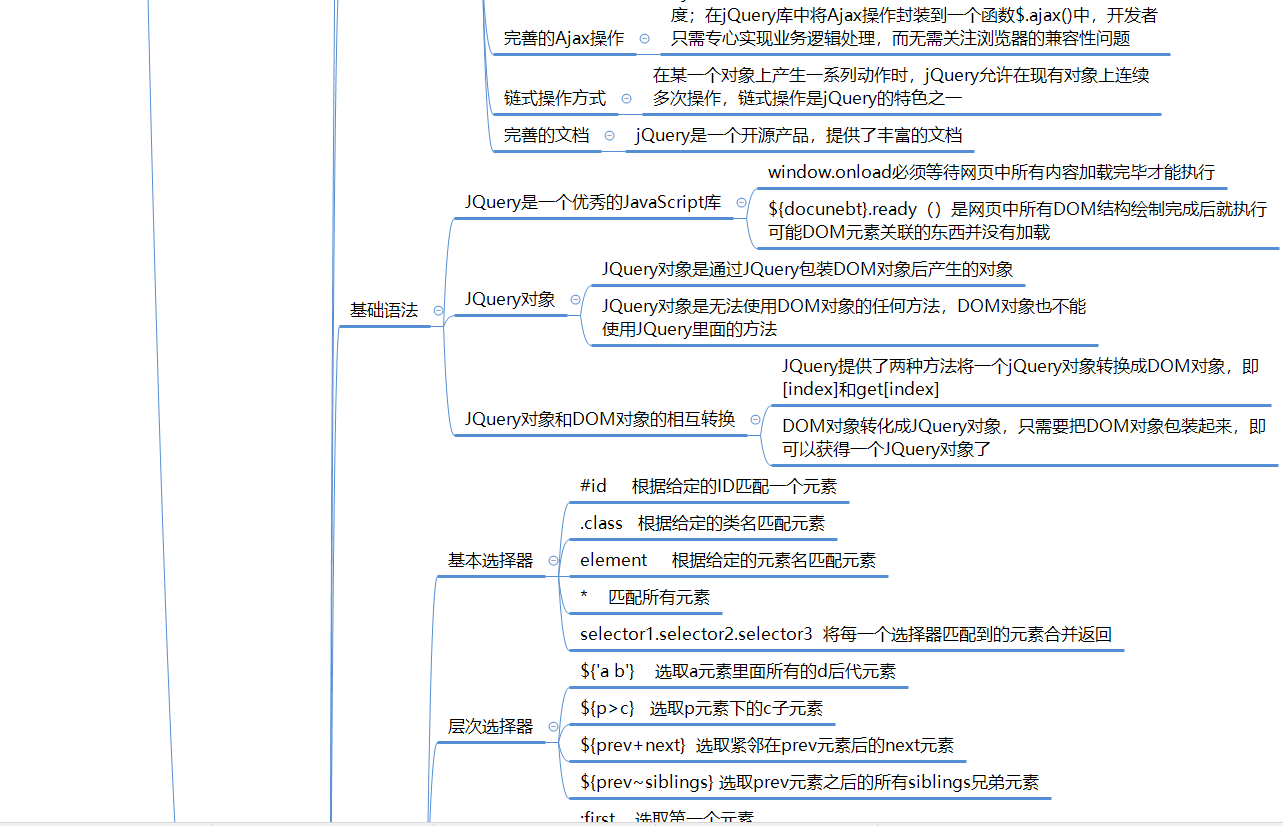 度；在jQuery库中将Ajax操作封装到一个函数$.ajax()中，开发者
完善的Ajax操作
只需专心实现业务逻辑处理，而无需关注浏览器的兼容性问题
在某一个对象上产生一系列动作时，jQuery允许在现有对象上连续
链式操作方式
多次操作，链式操作是jQuery的特色之一
完善的文档
jQuery是一个开源产品，提供了丰富的文档
window.onload必须等待网页中所有内容加载完毕才能执行
JQuery是一个优秀的JavaScript库
${docunebt}.ready（）是网页中所有DOM结构绘制完成后就执行
可能DOM元素关联的东西并没有加载
JQuery对象是通过JQuery包装DOM对象后产生的对象
JQuery对象
JQuery对象是无法使用DOM对象的任何方法，DOM对象也不能
使用JQuery里面的方法
基础语法
JQuery提供了两种方法将一个jQuery对象转换成DOM对象，即
[index]和get[index]
JQuery对象和DOM对象的相互转换
DOM对象转化成JQuery对象，只需要把DOM对象包装起来，即
可以获得一个JQuery对象了
#id 根据给定的ID匹配一个元素
.class 根据给定的类名匹配元素
基本选择器
element 根据给定的元素名匹配元素
* 匹配所有元素
selector1.selector2.selector3 将每一个选择器匹配到的元素合并返回
${'a b'} 选取a元素里面所有的d后代元素
${p>c} 选取p元素下的c子元素
层次选择器
${prev+next} 选取紧邻在prev元素后的next元素
${prev~siblings} 选取prev元素之后的所有siblings兄弟元素
:first 选取第一个元素